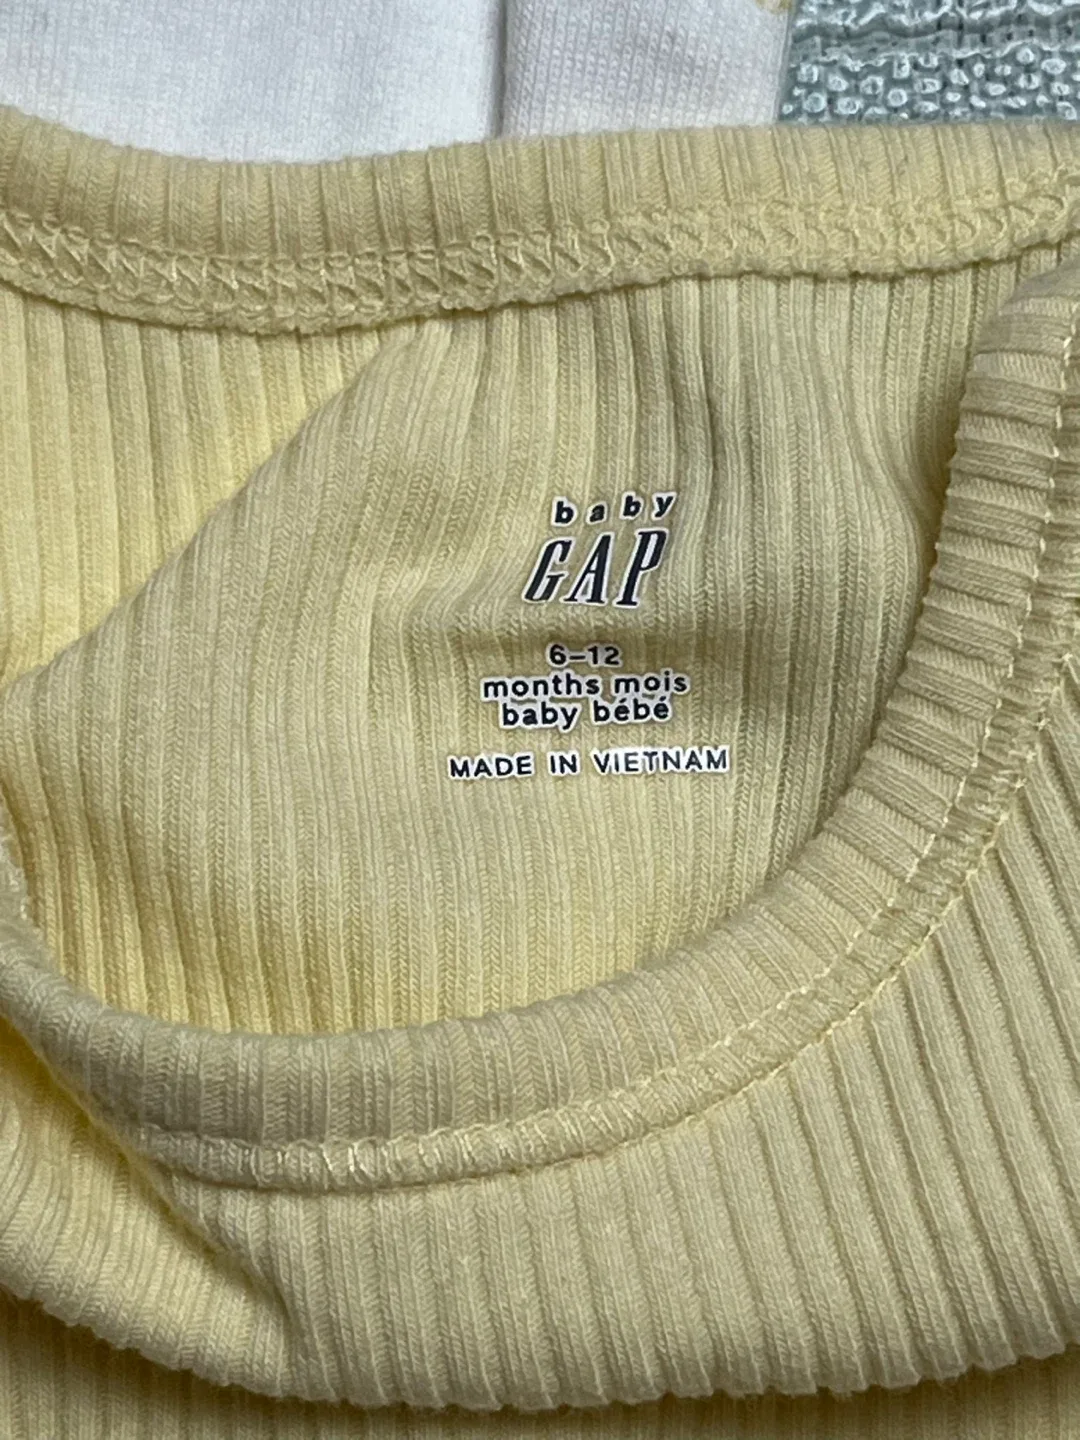 baby
GAP
6–12
months mois
baby bébé
MADE IN VIETNAM